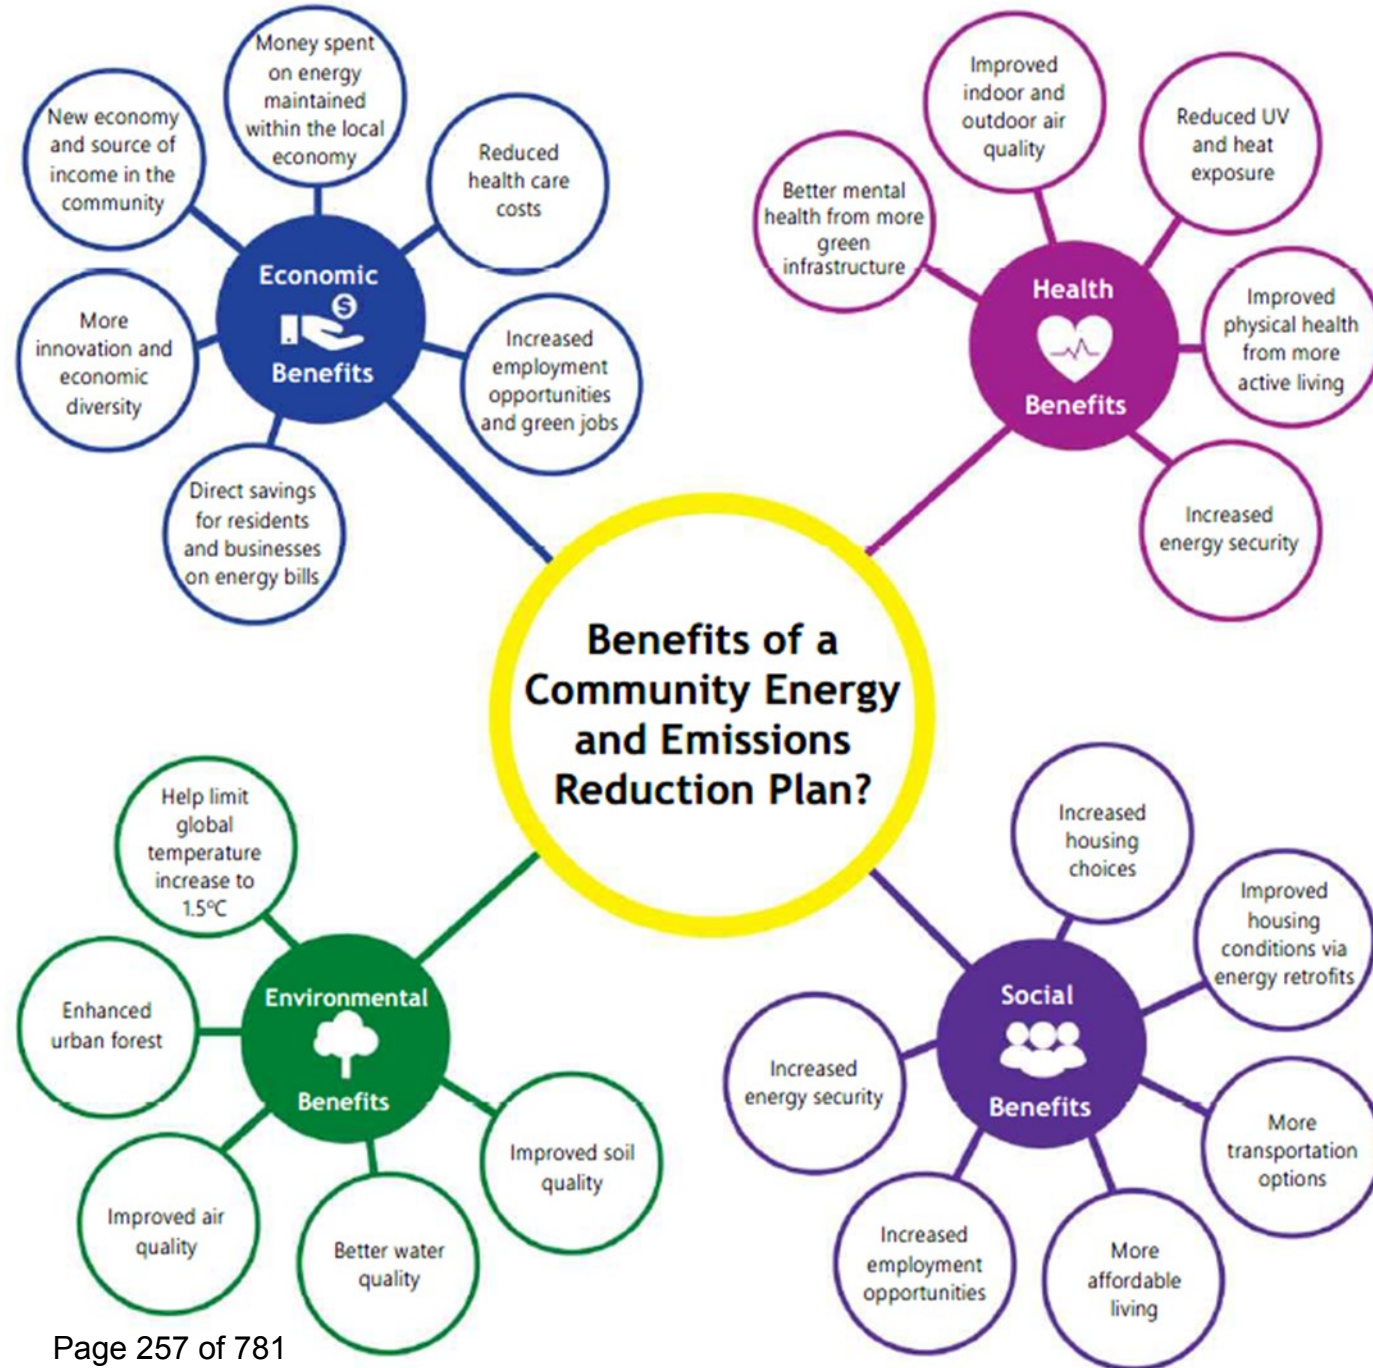 Money spent
on energy
maintained
within the local
economy
New economy
and source of
income in the
community
Reduced
health care
costs
Economic
$
Benefits
More
innovation and
economic
diversity
Increased
employment
opportunities
and green jobs
Direct savings
for residents
and businesses
on energy bills
Improved
indoor and
outdoor air
quality
Reduced UV
and heat
exposure
Better mental
health from more
green
infrastructure
Health
Benefits
Improved
physical health
from more
active living
Increased
energy security
Benefits of a
Community Energy
and Emissions
Reduction Plan?
Help limit
global
temperature
increase to
1.5ºC
Enhanced
urban forest
Environmental
Benefits
Improved soil
quality
Improved air
quality
Better water
quality
Increased
housing
choices
Improved
housing
conditions via
energy retrofits
Social
Benefits
Increased
energy security
More
transportation
options
Increased
employment
opportunities
More
affordable
living
Page 257 of 781